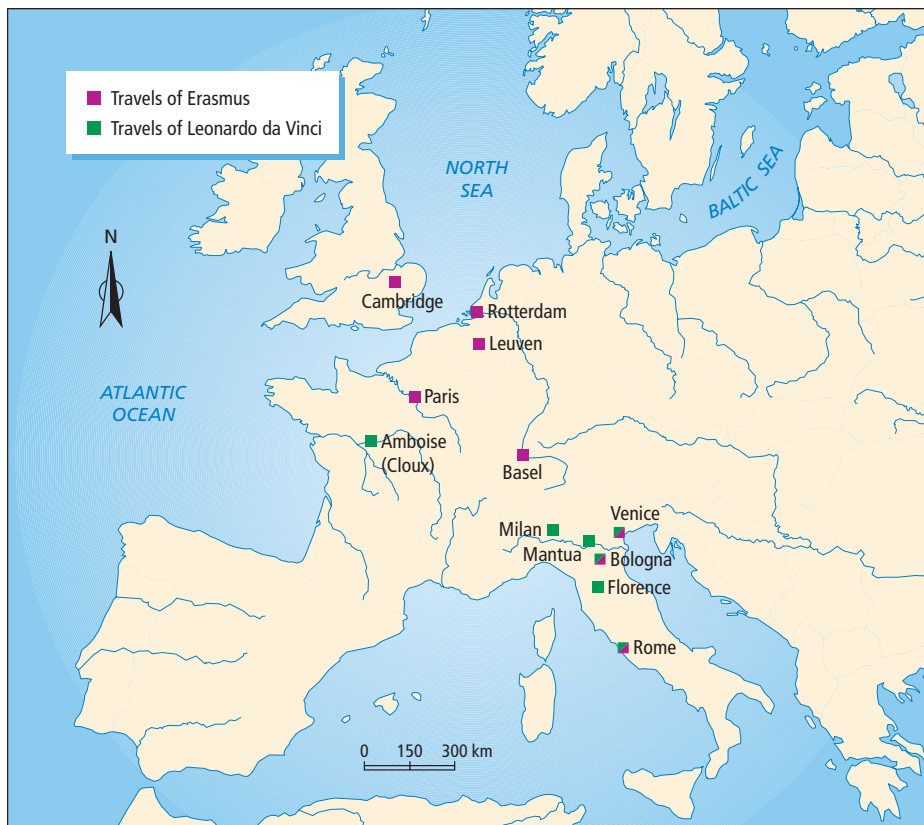 Travels of Erasmus
Travels of Leonardo da Vinci
NORTH
SEA
BALTIC SEA
N
Cambridge
Rotterdam
Leuven
ATLANTIC
OCEAN
Paris
Amboise
(Cloux)
Basel
Venice
Milan
Mantua
Bologna
Florence
Rome
0 150 300 km